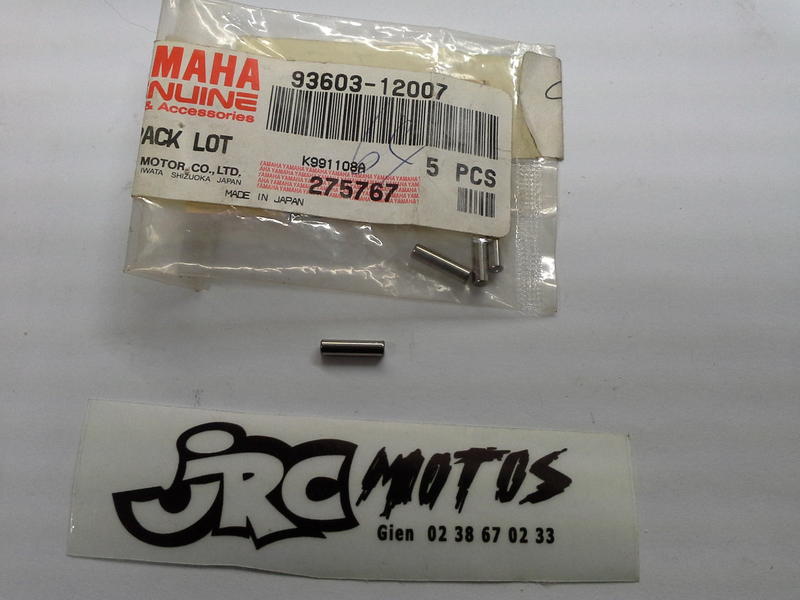 MAHA
NUINE
& Accessories
93603-12007
PACK LOT
K991108A
5 PCS
MOTOR CO., LTD.
IWATA SHIZUOKA JAPAN
275767
MADE IN JAPAN
JRC MOTOS
Gien 02 38 67 02 33